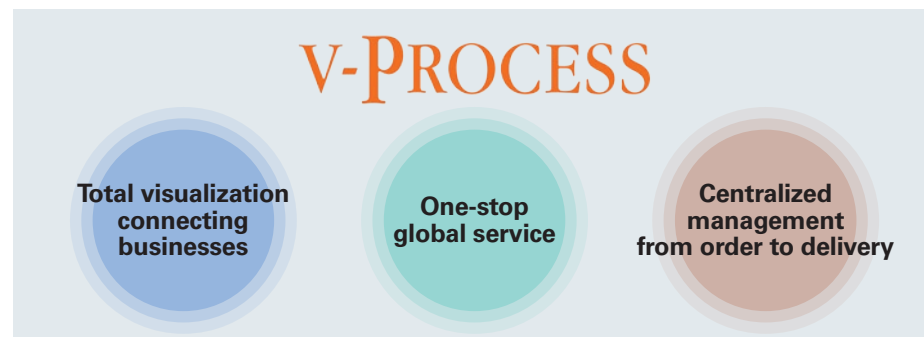 V-PROCESS
Total visualization
connecting
businesses
One-stop
global service
Centralized
management
from order to delivery